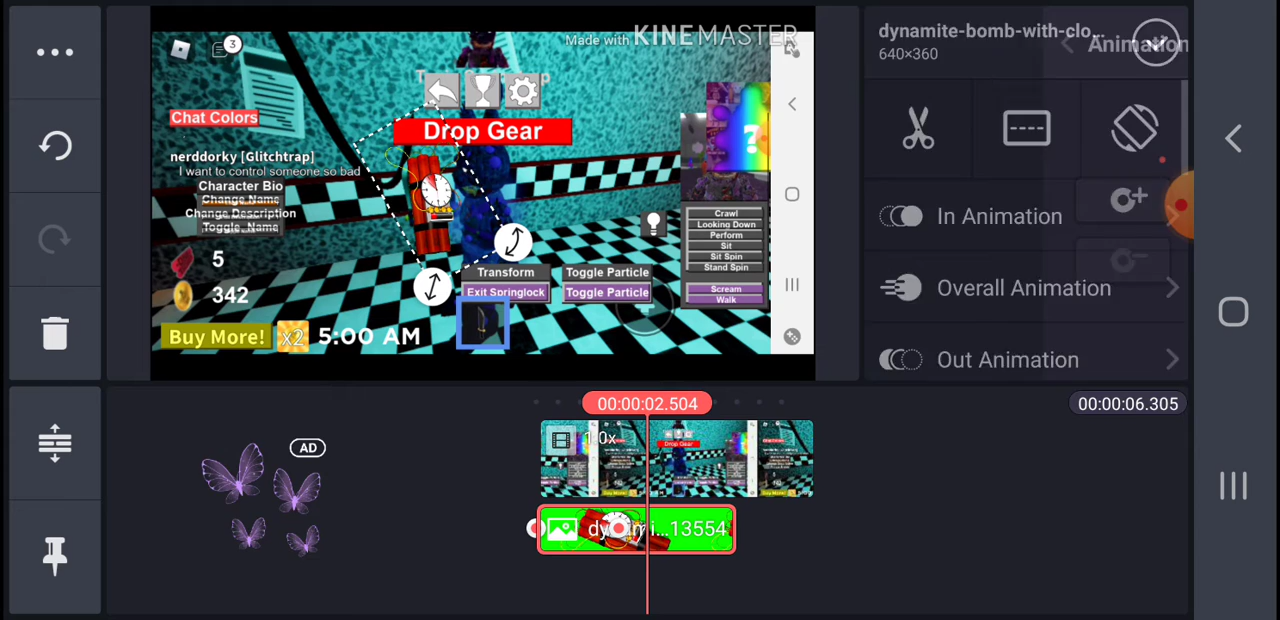 dynamite-bomb-with-clo...
640×360
Animation
In Animation
Overall Animation
Out Animation
Made with KINEMASTER
3
Drop Gear
Chat Colors
nerddorky [Glitchtrap]
I want to control someone so bad
Character Bio
Change Name
Change Description
Toggle Name
5
342
Buy More!
x2
5:00 AM
Transform
Toggle Particle
Exit Springlock
Toggle Particle
?
Crawl
Looking Down
Perform
Sit
Sit Spin
Stand Spin
Scream
Walk
00:00:02.504
00:00:06.305
AD
1.0x
dynami...13554